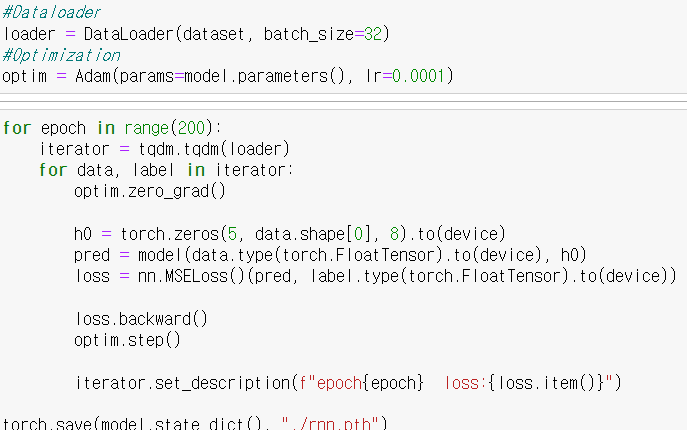 #Dataloader
loader = DataLoader(dataset, batch_size=32)
#Optimization
optim = Adam(params=model.parameters(), lr=0.0001)
for epoch in range(200):
    iterator = tqdm.tqdm(loader)
    for data, label in iterator:
        optim.zero_grad()
        h0 = torch.zeros(5, data.shape[0], 8).to(device)
        pred = model(data.type(torch.FloatTensor).to(device), h0)
        loss = nn.MSELoss()(pred, label.type(torch.FloatTensor).to(device))
        loss.backward()
        optim.step()
        iterator.set_description(f"epoch{epoch}  loss:{loss.item()}")
torch.save(model.state_dict(), "./rnn.pth")